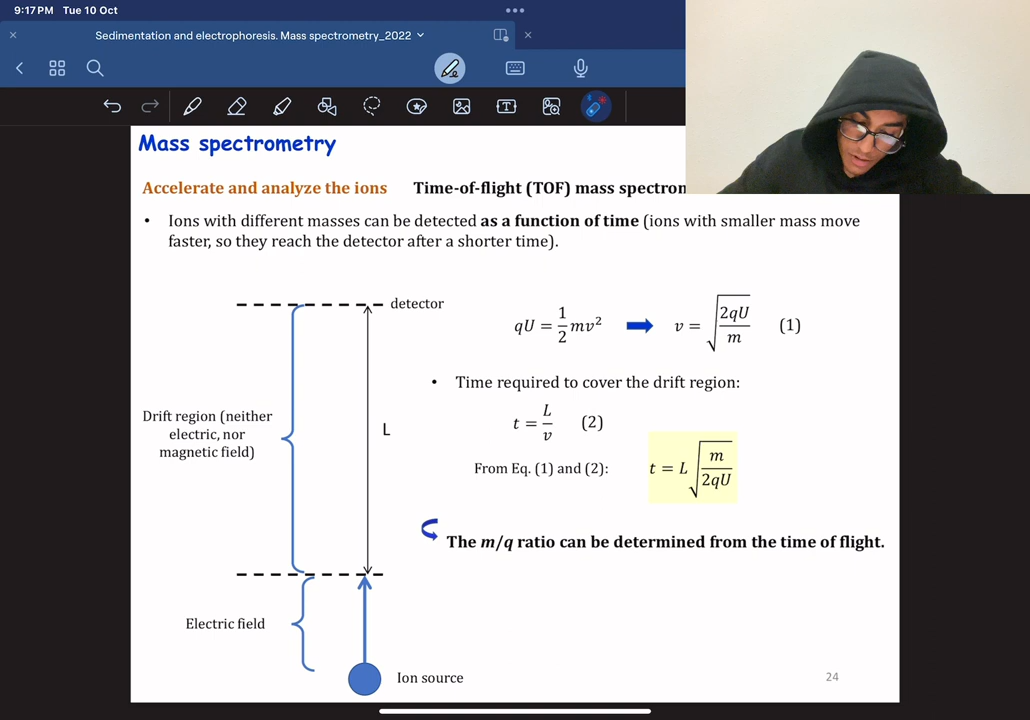 9:17 PM Tue 10 Oct
Sedimentation and electrophoresis. Mass spectrometry_2022
Mass spectrometry
Accelerate and analyze the ions Time-of-flight (TOF) mass
• Ions with different masses can be detected as a function of time (ions with smaller mass move
faster, so they reach the detector after a shorter time).
detector
qU = 1/2 mv² v = √(2qU/m) (1)
• Time required to cover the drift region:
Drift region (neither
electric, nor
magnetic field)
L
t = L/v (2)
From Eq. (1) and (2): t = L √(m/2qU)
The m/q ratio can be determined from the time of flight.
Electric field
Ion source
24